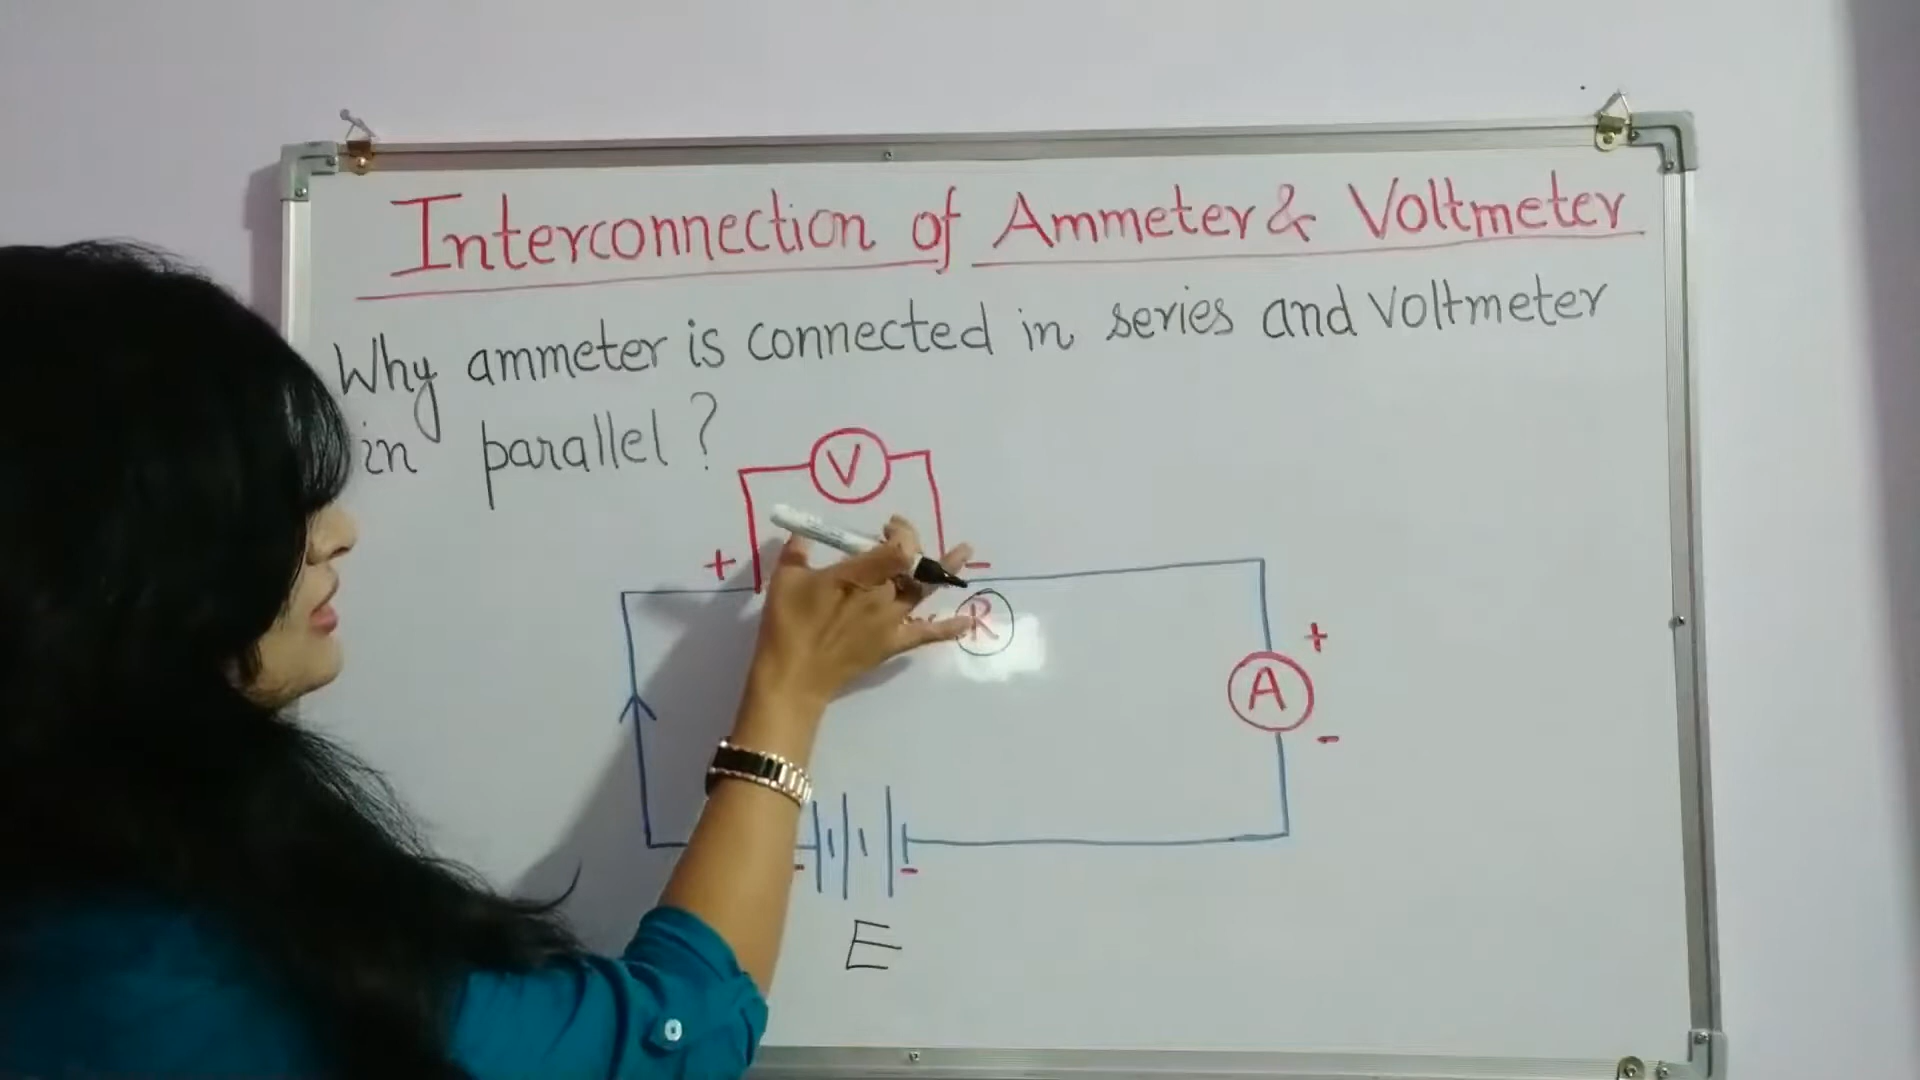 Interconnection of Ammeter & Voltmeter
Why ammeter is connected in series and Voltmeter
in parallel ?
V
+ -
R
+
A
-
- -
E